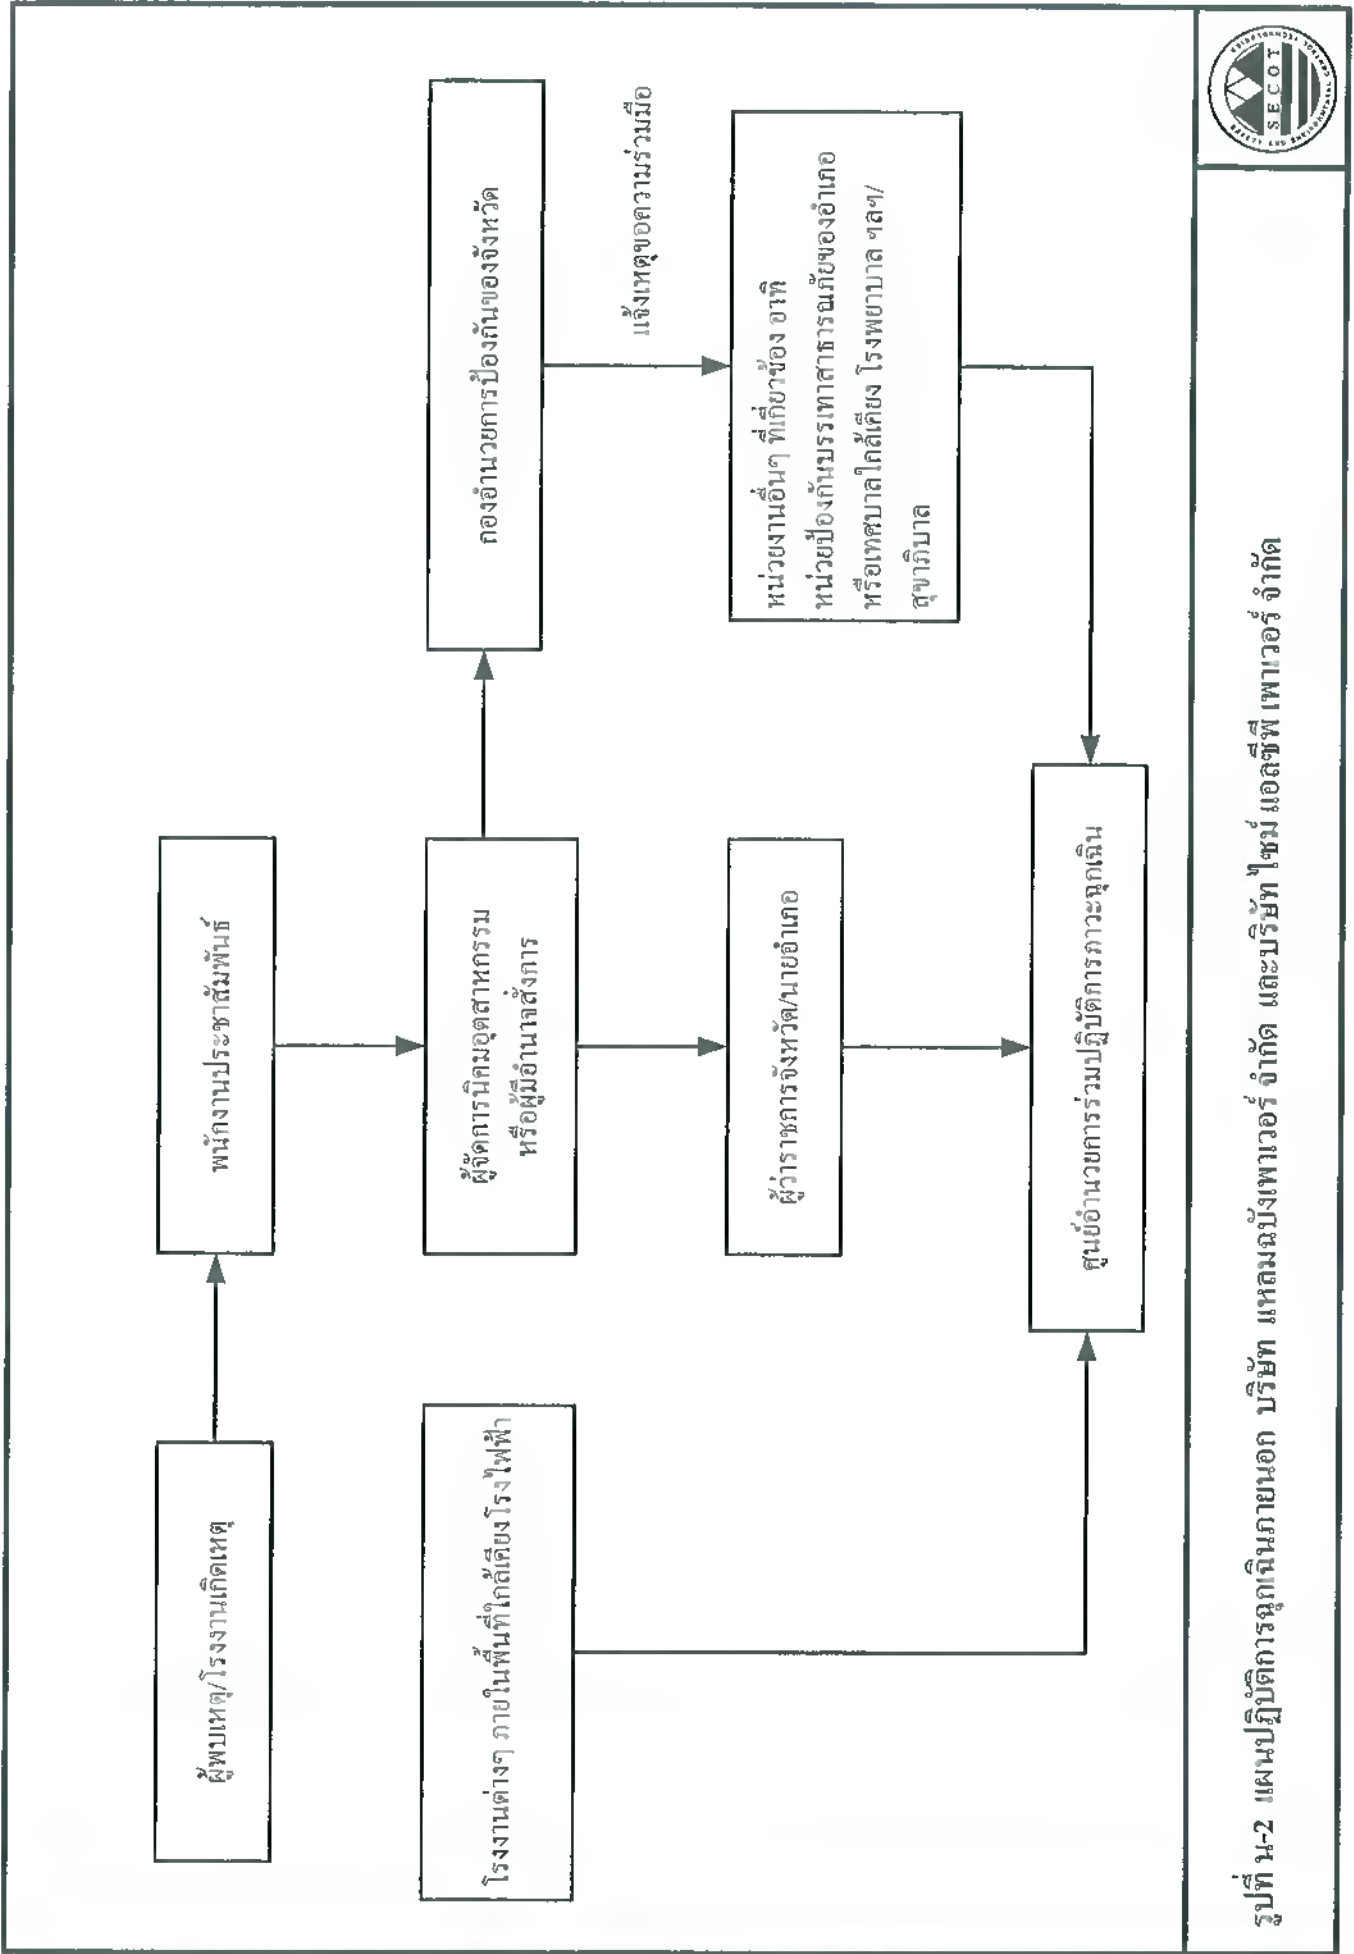 ผู้พบเหตุ/โรงงานเกิดเหตุ
พนักงานประชาสัมพันธ์
โรงงานต่างๆ ภายในพื้นที่ใกล้เคียงโรงไฟฟ้า
ผู้จัดการนิคมอุตสาหกรรม
หรือผู้มีอำนาจสั่งการ
กองอำนวยการป้องกันของจังหวัด
แจ้งเหตุขอความร่วมมือ
ผู้ว่าราชการจังหวัด/นายอำเภอ
หน่วยงานอื่นๆ ที่เกี่ยวข้อง อาทิ
หน่วยป้องกันบรรเทาสาธารณภัยของอำเภอ
หรือเทศบาลใกล้เคียง โรงพยาบาล ฯลฯ/
สุขาภิบาล
ศูนย์อำนวยการร่วมปฏิบัติการภาวะฉุกเฉิน
รูปที่ น-2 แผนปฏิบัติการฉุกเฉินภายนอก บริษัท แหลมฉบังเพาเวอร์ จำกัด และบริษัท ไซม์ แอลซีพี เพาเวอร์ จำกัด
SECOT
SAFETY AND ENVIRONMENTAL CONTROL TECHNOLOGIES